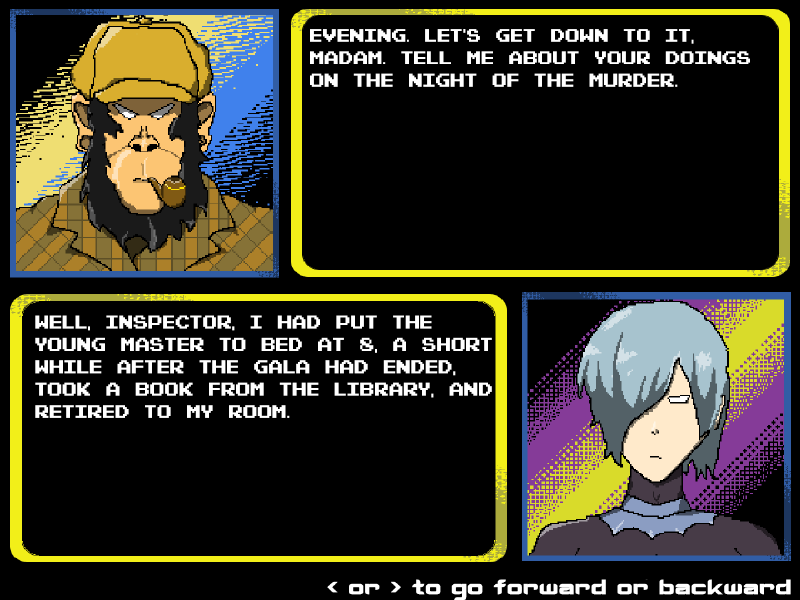 EVENING. LET'S GET DOWN TO IT,
MADAM. TELL ME ABOUT YOUR DOINGS
ON THE NIGHT OF THE MURDER.
WELL, INSPECTOR, I HAD PUT THE
YOUNG MASTER TO BED AT 8, A SHORT
WHILE AFTER THE GALA HAD ENDED,
TOOK A BOOK FROM THE LIBRARY, AND
RETIRED TO MY ROOM.
< or > to go forward or backward